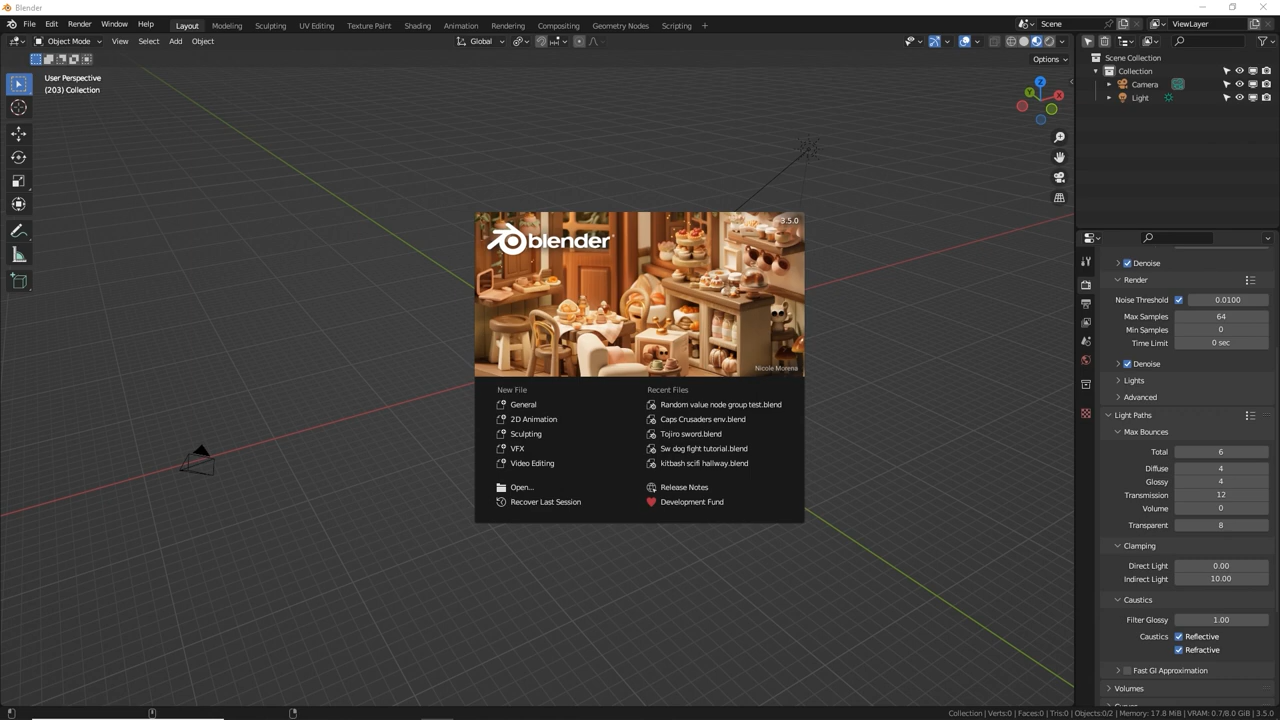 Blender
File Edit Render Window Help Layout Modeling Sculpting UV Editing Texture Paint Shading Animation Rendering Compositing Geometry Nodes Scripting + Scene ViewLayer
Object Mode View Select Add Object Global
Options
User Perspective
(203) Collection
Z
Y
X
Scene Collection
Collection
Camera
Light
3.5.0
blender
Nicole Morena
New File
General
2D Animation
Sculpting
VFX
Video Editing
Open...
Recover Last Session
Recent Files
Random value node group test.blend
Caps Crusaders env.blend
Tojiro sword.blend
Sw dog fight tutorial.blend
kitbash scifi hallway.blend
Release Notes
Development Fund
Denoise
Render
Noise Threshold 0.0100
Max Samples 64
Min Samples 0
Time Limit 0 sec
Denoise
Lights
Advanced
Light Paths
Max Bounces
Total 6
Diffuse 4
Glossy 4
Transmission 12
Volume 0
Transparent 8
Clamping
Direct Light 0.00
Indirect Light 10.00
Caustics
Filter Glossy 1.00
Caustics Reflective
Refractive
Fast GI Approximation
Volumes
Collection | Verts:0 | Faces:0 | Tris:0 | Objects:0/2 | Memory: 17.8 MiB | VRAM: 0.7/8.0 GiB | 3.5.0